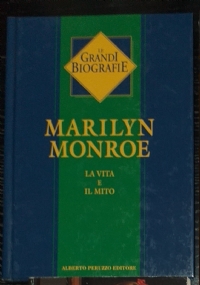 LE
GRANDI
BIOGRAFIE
MARILYN
MONROE
LA VITA
E
IL MITO
ALBERTO PERUZZO EDITORE